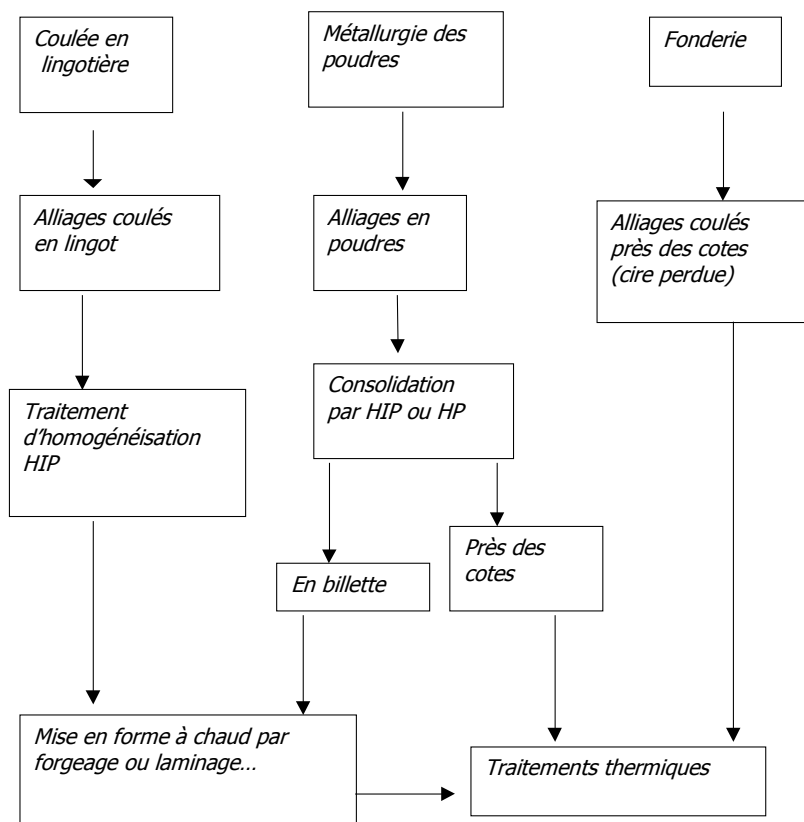 Coulée en
lingotière
Métallurgie des
poudres
Fonderie
Alliages coulés
en lingot
Alliages en
poudres
Alliages coulés
près des cotes
(cire perdue)
Traitement
d'homogénéisation
HIP
Consolidation
par HIP ou HP
En billette
Près des
cotes
Mise en forme à chaud par
forgeage ou laminage…
Traitements thermiques